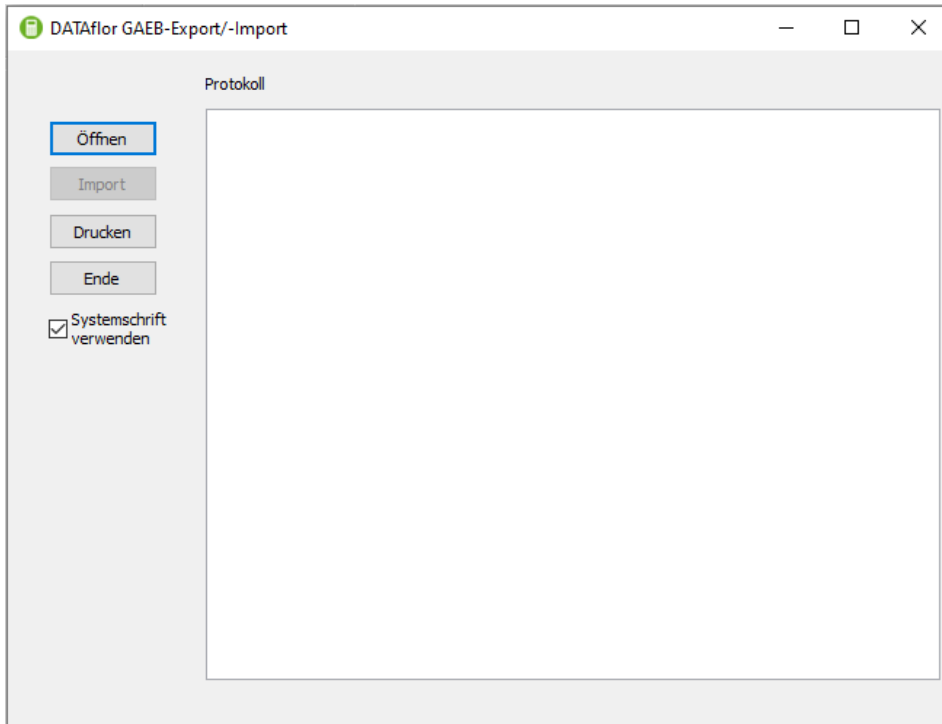 DATAflor GAEB-Export/-Import
Protokoll
Öffnen
Import
Drucken
Ende
Systemschrift
verwenden